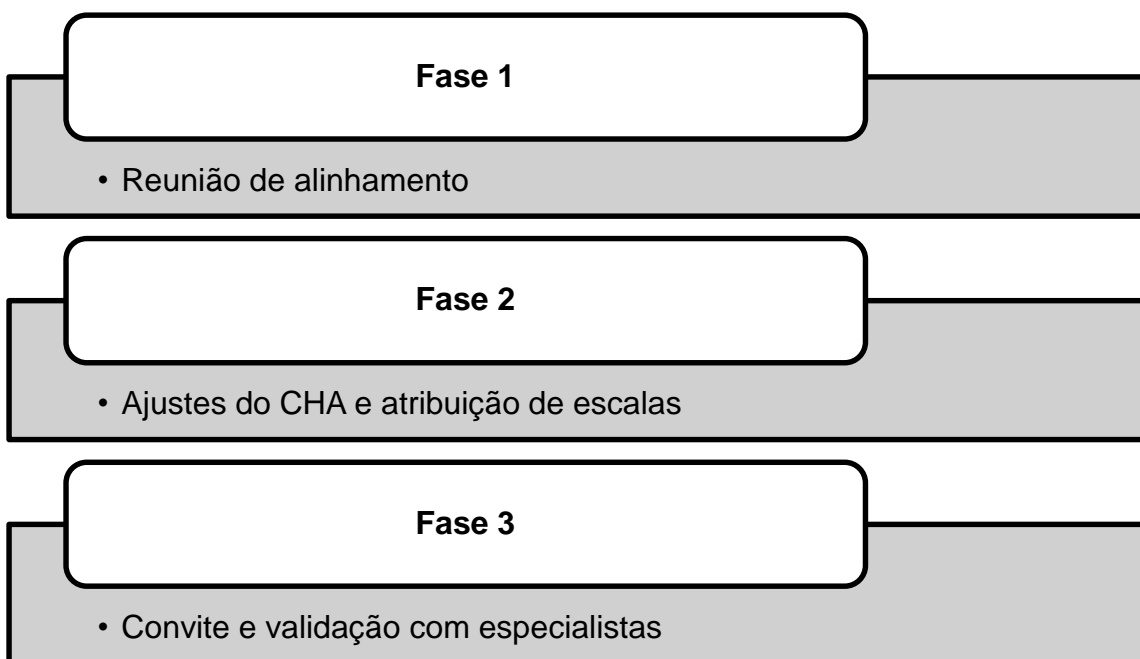 Fase 1
• Reunião de alinhamento
Fase 2
• Ajustes do CHA e atribuição de escalas
Fase 3
• Convite e validação com especialistas